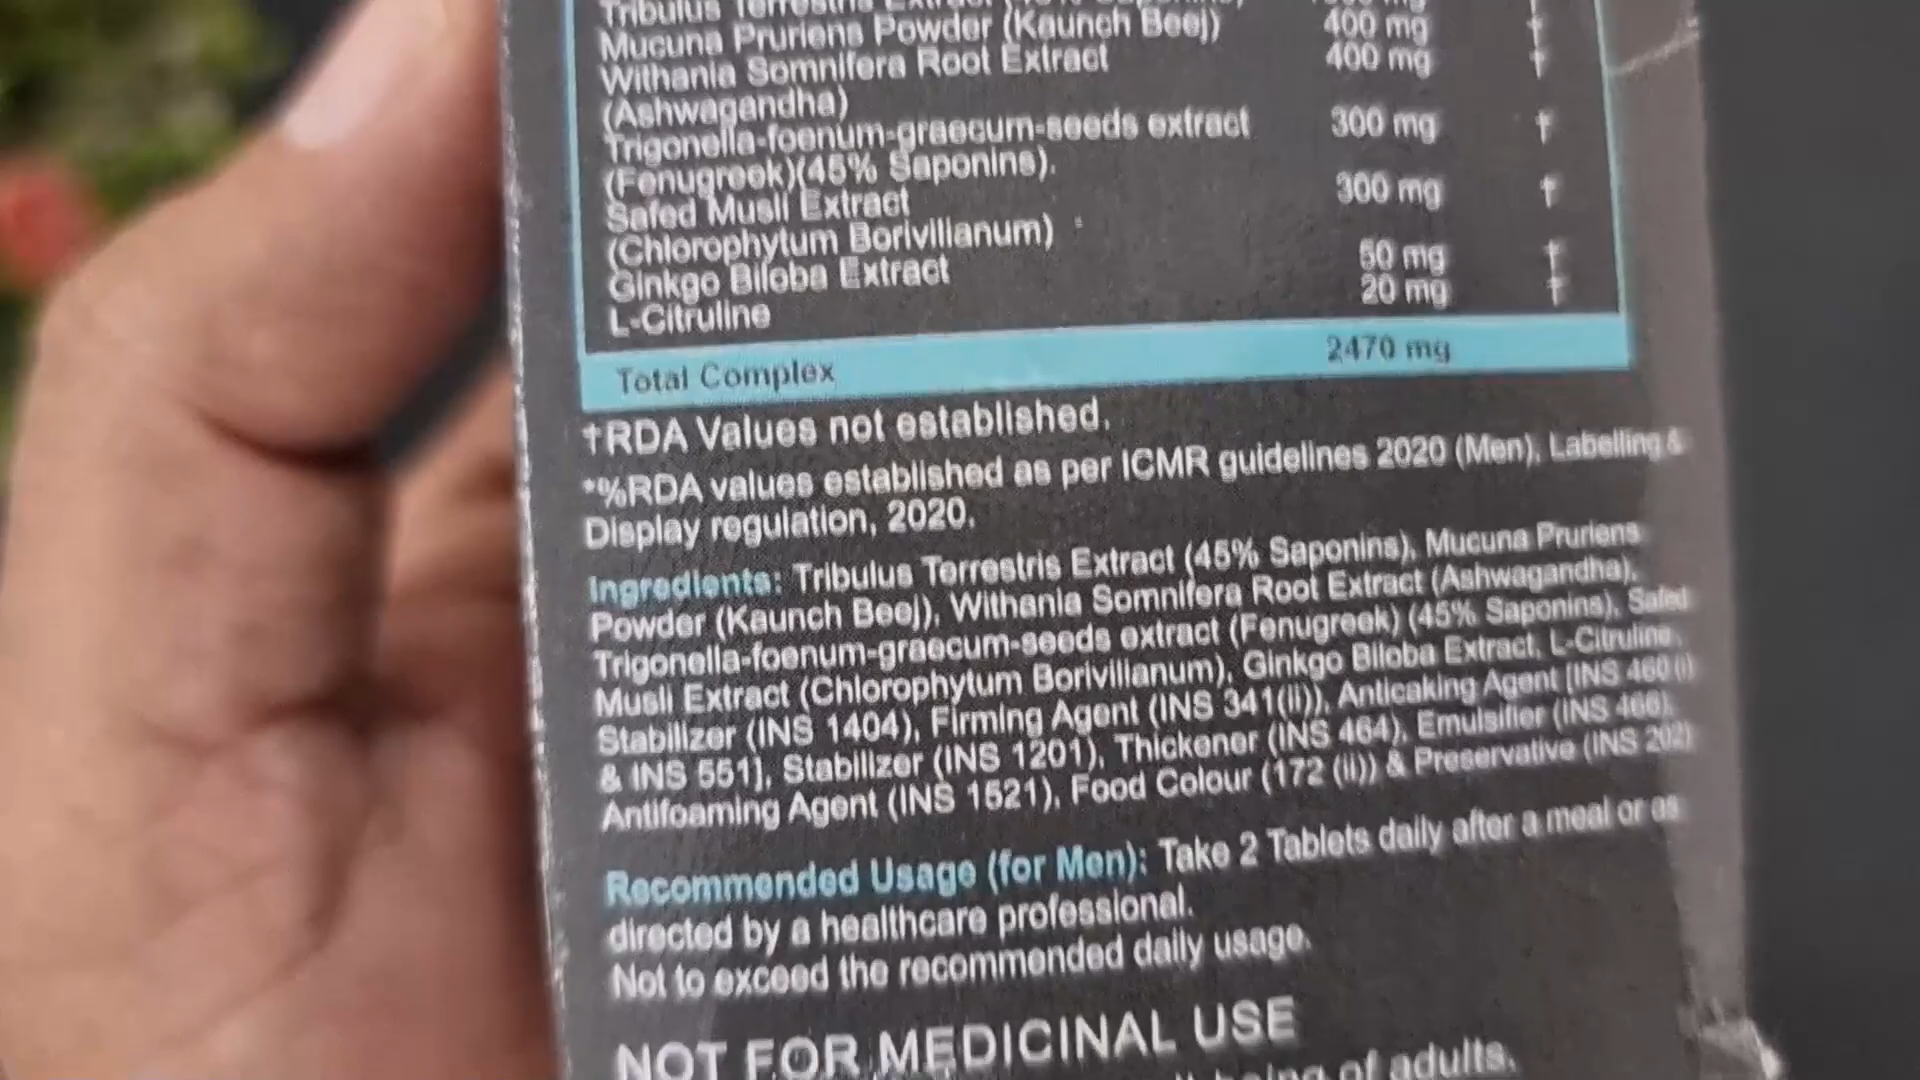 Tribulus Terrestris Extract
Mucuna Pruriens Powder (Kaunch Beej) 400 mg †
Withania Somnifera Root Extract 400 mg †
(Ashwagandha)
Trigonella-foenum-graecum-seeds extract 300 mg †
(Fenugreek)(45% Saponins).
Safed Musli Extract 300 mg †
(Chlorophytum Borivilianum)
Ginkgo Biloba Extract 50 mg †
L-Citruline 20 mg †
Total Complex 2470 mg
†RDA Values not established.
*%RDA values established as per ICMR guidelines 2020 (Men), Labelling &
Display regulation, 2020.
Ingredients: Tribulus Terrestris Extract (45% Saponins), Mucuna Pruriens
Powder (Kaunch Beej), Withania Somnifera Root Extract (Ashwagandha),
Trigonella-foenum-graecum-seeds extract (Fenugreek) (45% Saponins), Safed
Musli Extract (Chlorophytum Borivilianum), Ginkgo Biloba Extract, L-Citruline,
Stabilizer (INS 1404), Firming Agent (INS 341(ii)), Anticaking Agent [INS 460 (i)
& INS 551], Stabilizer (INS 1201), Thickener (INS 464), Emulsifier (INS 466),
Antifoaming Agent (INS 1521), Food Colour (172 (ii)) & Preservative (INS 202)
Recommended Usage (for Men): Take 2 Tablets daily after a meal or as
directed by a healthcare professional.
Not to exceed the recommended daily usage.
NOT FOR MEDICINAL USE
of adults.